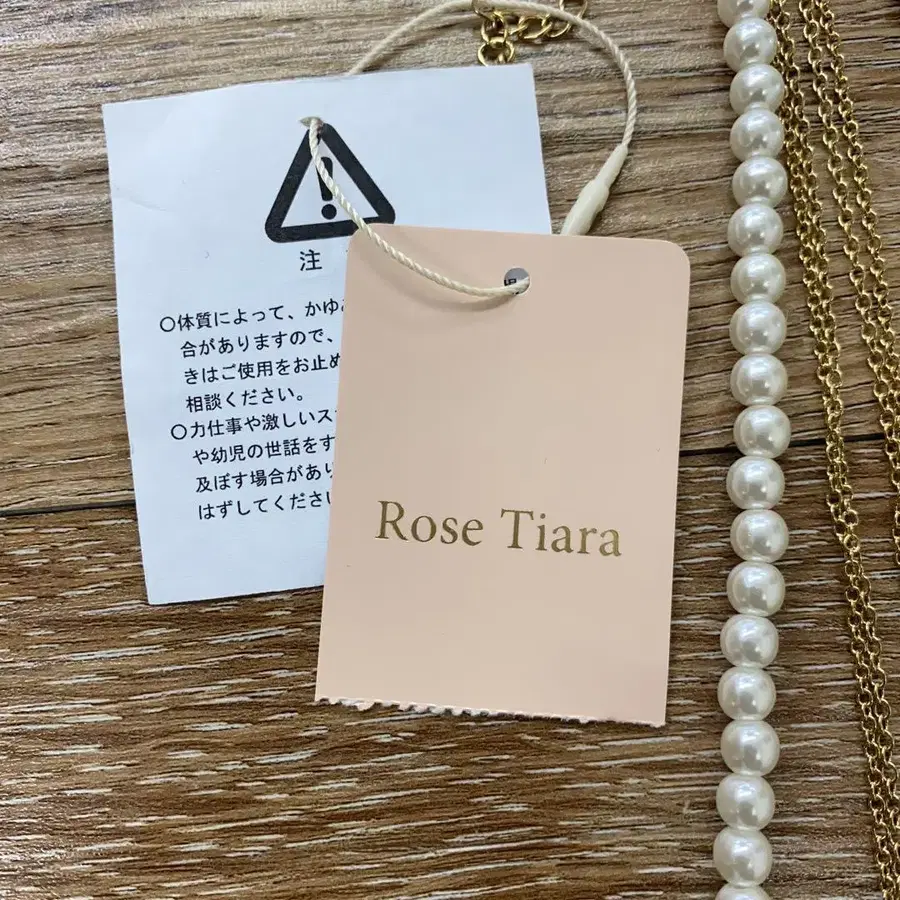 注
○体質によって、かゆ
合がありますので、
きはご使用をお止め
相談ください。
○力仕事や激しいス
や幼児の世話をす
及ぼす場合があり
はずしてくださ
Rose Tiara